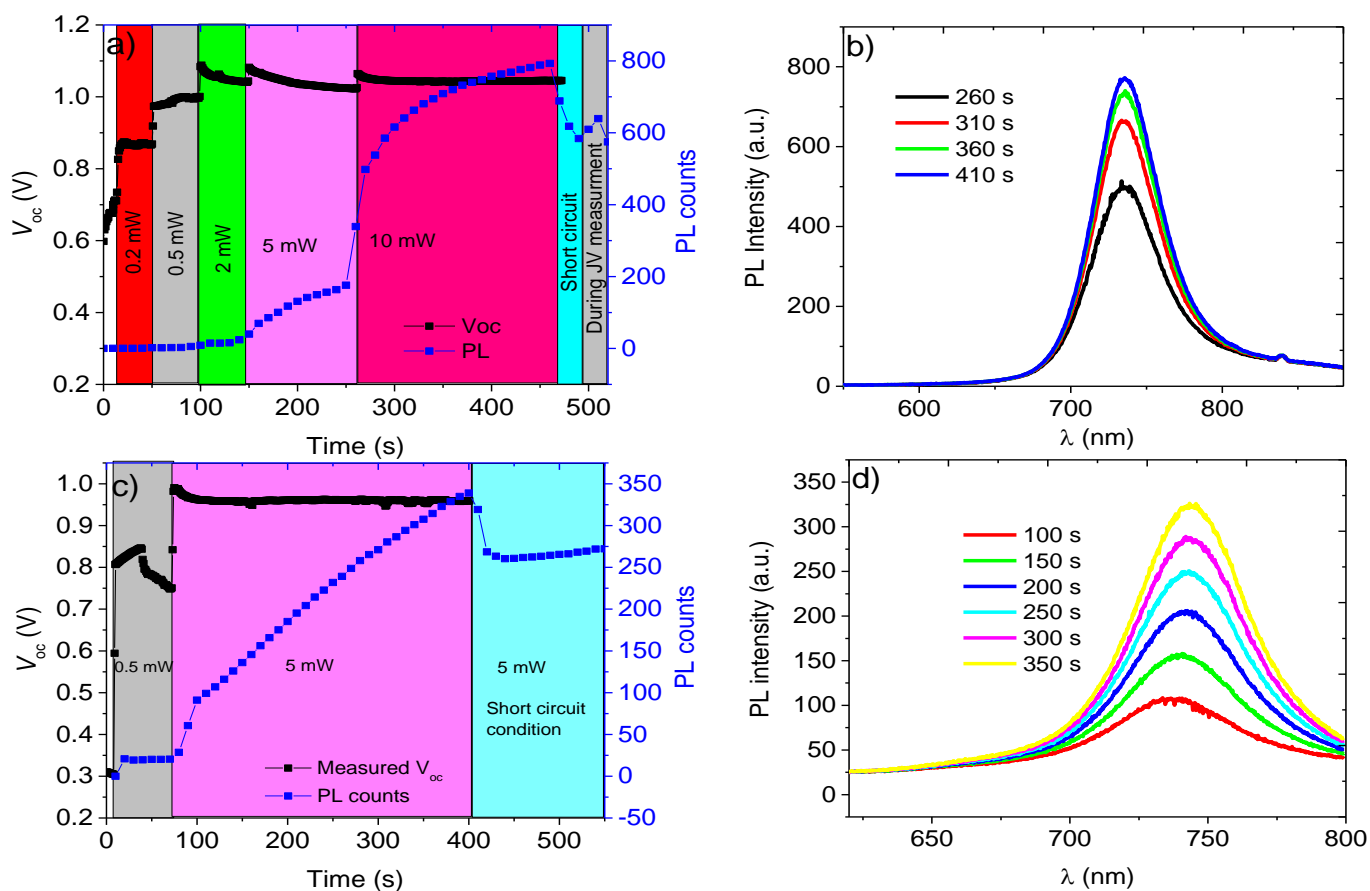 a)
1.2
1.0
0.8
0.6
0.4
0.2
V_oc (V)
0.2 mW
0.5 mW
2 mW
5 mW
10 mW
Short circuit
During JV measurment
Voc
PL
800
600
400
200
0
PL counts
0 100 200 300 400 500
Time (s)
b)
800
600
400
200
0
PL Intensity (a.u.)
260 s
310 s
360 s
410 s
600 700 800
λ (nm)
c)
1.0
0.9
0.8
0.7
0.6
0.5
0.4
0.3
0.2
V_oc (V)
0.5 mW
5 mW
5 mW
Short circuit
condition
Measured V_oc
PL counts
350
300
250
200
150
100
50
0
-50
PL counts
0 100 200 300 400 500
Time (s)
d)
350
300
250
200
150
100
50
0
PL intensity (a.u.)
100 s
150 s
200 s
250 s
300 s
350 s
650 700 750 800
λ (nm)